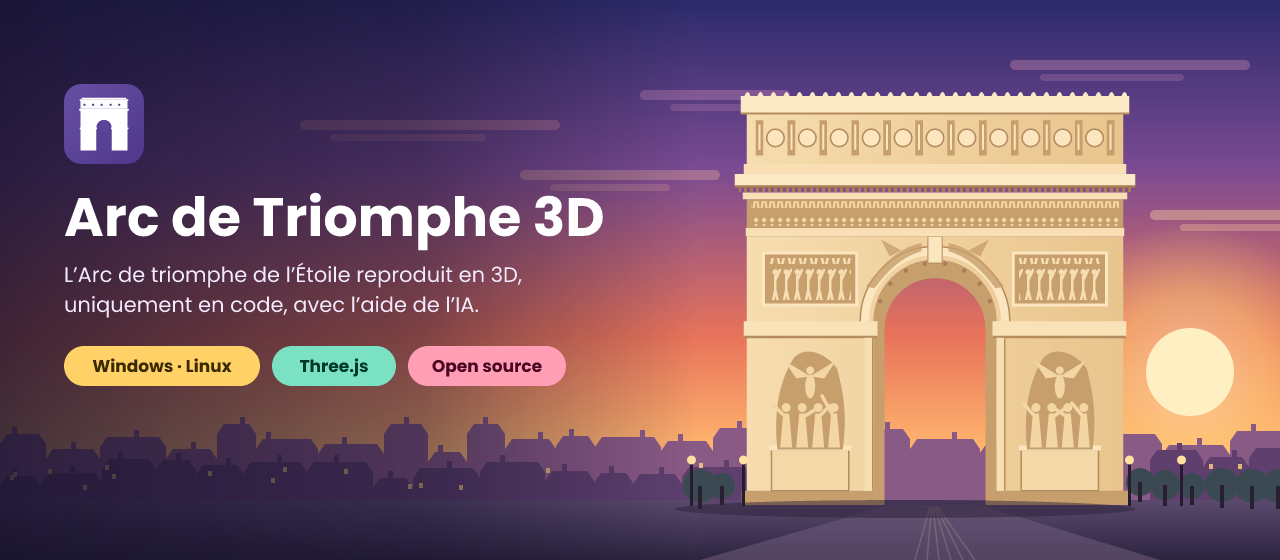 Arc de Triomphe 3D
L’Arc de triomphe de l’Étoile reproduit en 3D,
uniquement en code, avec l’aide de l’IA.
Windows · Linux
Three.js
Open source